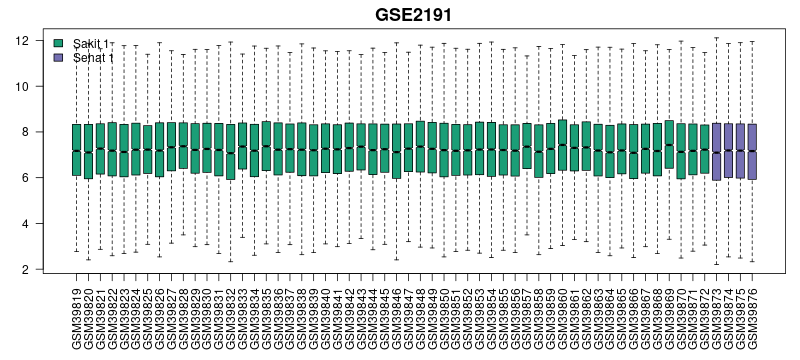 GSE2191
12
10
8
6
4
2
Sakit 1
Sehat 1
GSM39819
GSM39820
GSM39821
GSM39822
GSM39823
GSM39824
GSM39825
GSM39826
GSM39827
GSM39828
GSM39829
GSM39830
GSM39831
GSM39832
GSM39833
GSM39834
GSM39835
GSM39836
GSM39837
GSM39838
GSM39839
GSM39840
GSM39841
GSM39842
GSM39843
GSM39844
GSM39845
GSM39846
GSM39847
GSM39848
GSM39849
GSM39850
GSM39851
GSM39852
GSM39853
GSM39854
GSM39855
GSM39856
GSM39857
GSM39858
GSM39859
GSM39860
GSM39861
GSM39862
GSM39863
GSM39864
GSM39865
GSM39866
GSM39867
GSM39868
GSM39869
GSM39870
GSM39871
GSM39872
GSM39873
GSM39874
GSM39875
GSM39876